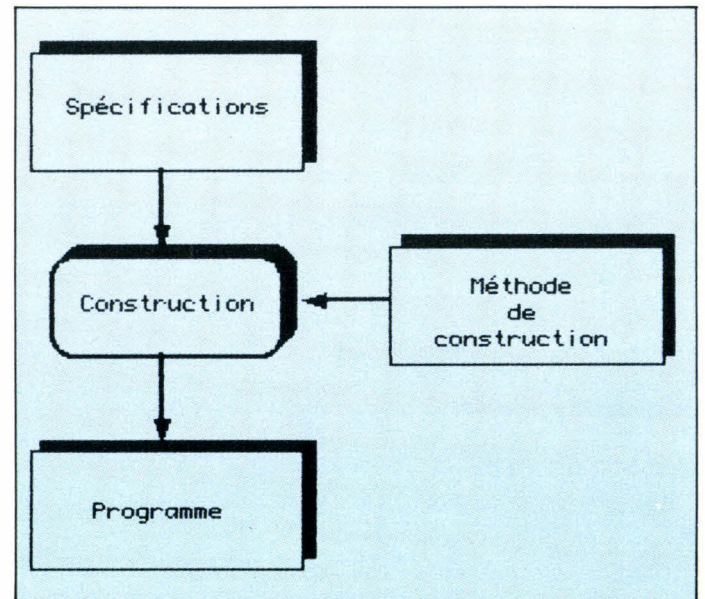 Spécifications
Construction
Méthode
de
construction
Programme